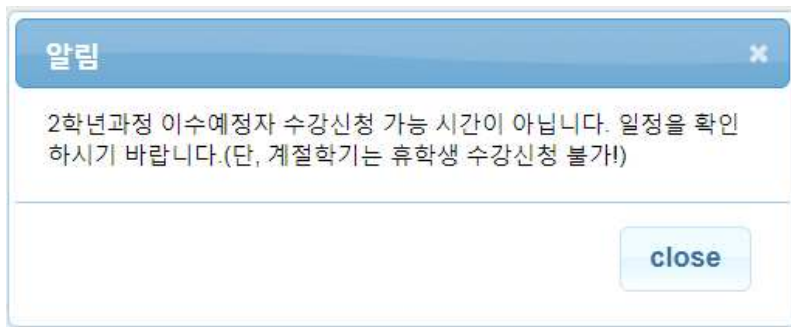 알림
2학년과정 이수예정자 수강신청 가능 시간이 아닙니다. 일정을 확인
하시기 바랍니다.(단, 계절학기는 휴학생 수강신청 불가!)
close